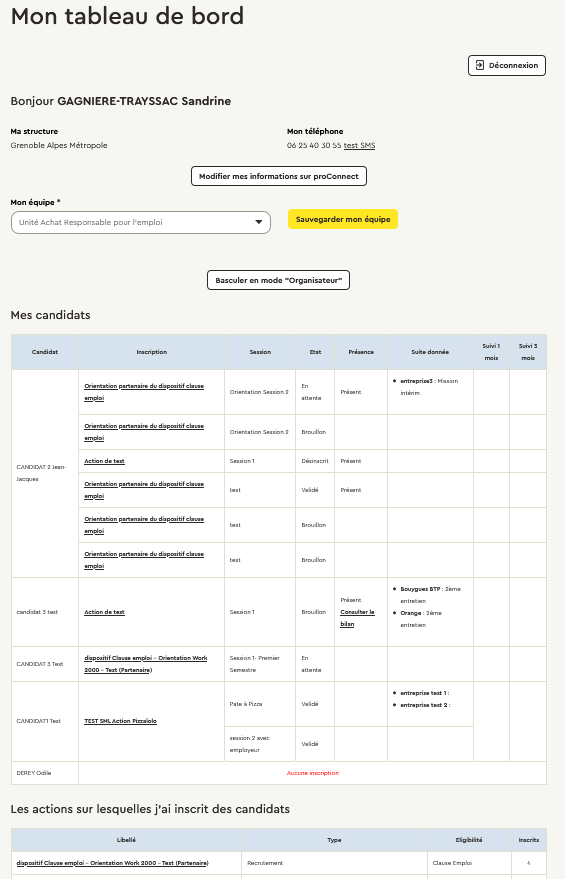 Mon tableau de bord
Déconnexion
Bonjour GAGNIERE-TRAYSSAC Sandrine
Ma structure
Grenoble Alpes Métropole
Mon téléphone
06 25 40 30 55 test SMS
Modifier mes informations sur proConnect
Mon équipe *
Unité Achat Responsable pour l'emploi
Sauvegarder mon équipe
Basculer en mode "Organisateur"
Mes candidats
Candidat
Inscription
Session
Etat
Présence
Suite donnée
Suivi 1
mois
Suivi 3
mois
CANDIDAT 2 Jean-
Jacques
Orientation partenaire du dispositif clause
emploi
Orientation Session 2
En
attente
Présent
entreprise3 : Mission
intérim
Orientation partenaire du dispositif clause
emploi
Orientation Session 2
Brouillon
Action de test
Session 1
Désinscrit
Présent
Orientation partenaire du dispositif clause
emploi
test
Validé
Présent
Orientation partenaire du dispositif clause
emploi
test
Brouillon
Orientation partenaire du dispositif clause
emploi
test
Brouillon
candidat 3 test
Action de test
Session 1
Brouillon
Présent
Consulter le
bilan
Bouygues BTP : 2ème
entretien
Orange : 2ème
entretien
CANDIDAT 3 Test
dispositif Clause emploi - Orientation Work
2000 - Test (Partenaire)
Session 1- Premier
Semestre
En
attente
CANDIDAT1 Test
TEST SML Action Pizzalolo
Pate à Pizza
Validé
entreprise test 1 :
entreprise test 2 :
session 2 avec
employeur
Validé
DEREY Odile
Aucune inscription
Les actions sur lesquelles j'ai inscrit des candidats
Libellé
Type
Eligibilité
Inscrits
dispositif Clause emploi - Orientation Work 2000 - Test (Partenaire)
Recrutement
Clause Emploi
4